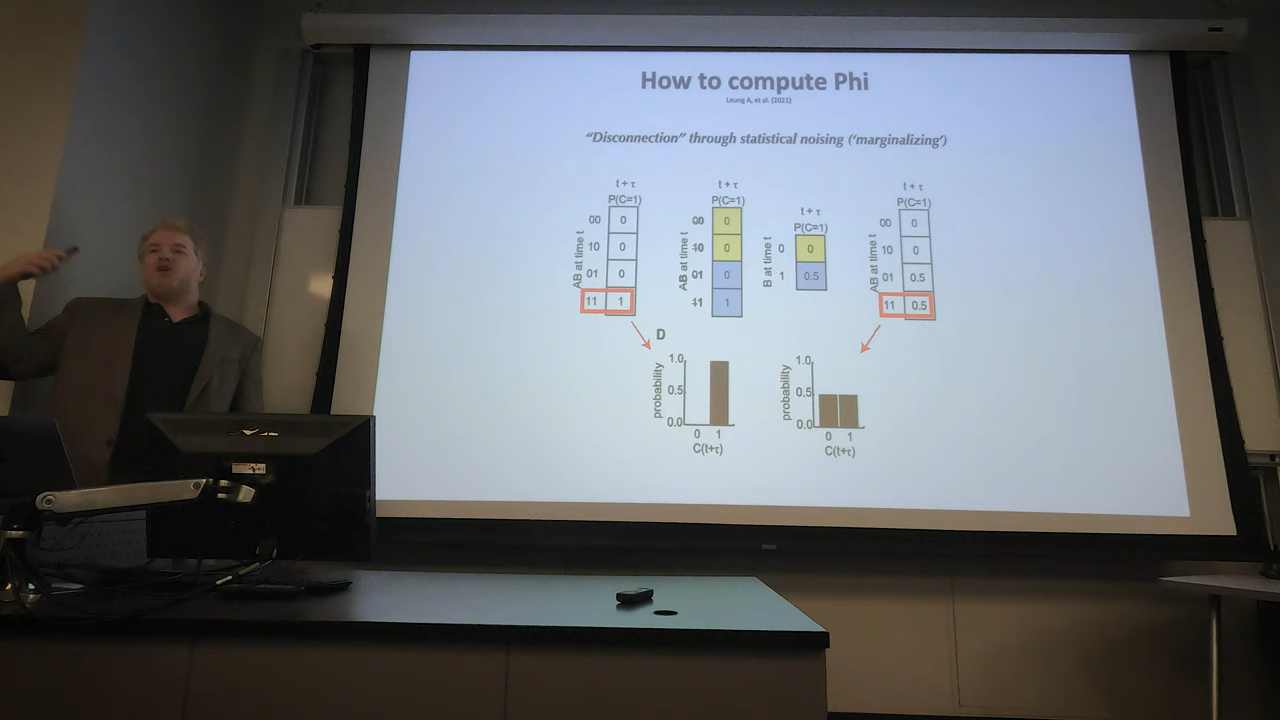 How to compute Phi
Leung A, et al. (2021)
“Disconnection” through statistical noising (‘marginalizing’)
t + τ
P(C=1)
AB at time t
00 0
10 0
01 0
11 1
t + τ
P(C=1)
AB at time t
00 0
10 0
01 0
11 1
t + τ
P(C=1)
B at time t
0 0
1 0.5
t + τ
P(C=1)
AB at time t
00 0
10 0
01 0.5
11 0.5
D
probability
1.0
0.5
0.0
0 1
C(t+τ)
probability
1.0
0.5
0.0
0 1
C(t+τ)